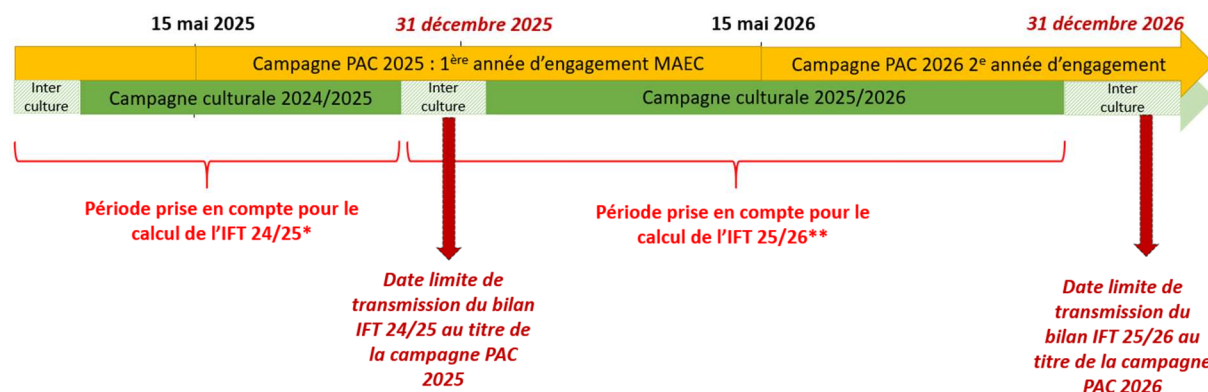 15 mai 2025
31 décembre 2025
15 mai 2026
31 décembre 2026
Campagne PAC 2025 : 1ère année d’engagement MAEC
Campagne PAC 2026 2e année d’engagement
Inter
culture
Campagne culturale 2024/2025
Inter
culture
Campagne culturale 2025/2026
Inter
culture
Période prise en compte pour le
calcul de l’IFT 24/25*
Période prise en compte pour le
calcul de l’IFT 25/26**
Date limite de
transmission du bilan
IFT 24/25 au titre de
la campagne PAC
2025
Date limite de
transmission du
bilan IFT 25/26 au
titre de la campagne
PAC 2026